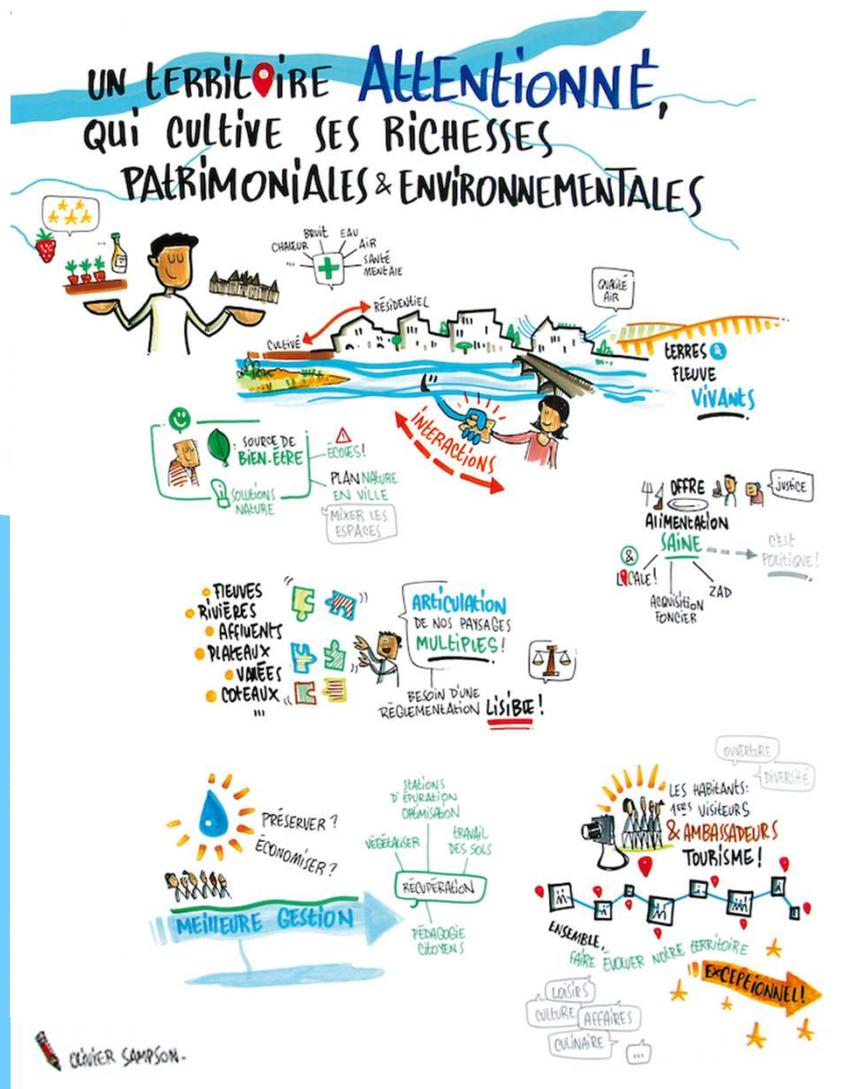 UN TERRITOIRE ATTENTIONNÉ,
QUI CULTIVE SES RICHESSES
PATRIMONIALES & ENVIRONNEMENTALES
BRUIT
EAU
CHALEUR
AIR
...
SANTÉ
MENTALE
RÉSIDENTIEL
CULTIVÉ
QUALITÉ
AIR
TERRES &
FLEUVE
VIVANTS
INTERACTIONS
: SOURCE DE
BIEN-ÊTRE
SOLUTIONS
NATURE
ÉCOLES!
PLAN NATURE
EN VILLE
MIXER LES
ESPACES
OFFRE
ALIMENTATION
SAINE
&
LOCALE!
ACQUISITION
FONCIER
ZAD
JUSTICE
C'EST
POLITIQUE!
FLEUVES
RIVIÈRES
AFFLUENTS
PLATEAUX
VALLÉES
COTEAUX
...
ARTICULATION
DE NOS PAYSAGES
MULTIPLES!
BESOIN D'UNE
RÉGLEMENTATION LISIBLE!
PRÉSERVER?
ÉCONOMISER?
MEILLEURE GESTION
STATIONS
D'ÉPURATION
OPTIMISATION
VÉGÉTALISER
TRAVAIL
DES SOLS
RÉCUPÉRATION
PÉDAGOGIE
CITOYENS
OUVERTURE
DIVERSITÉ
LES HABITANTS:
1ERS VISITEURS
& AMBASSADEURS
TOURISME!
ENSEMBLE,
FAIRE ÉVOLUER NOTRE TERRITOIRE
EXCEPTIONNEL!
LOISIRS
CULTURE
AFFAIRES
CULINAIRE
...
OLIVIER SAMPSON-